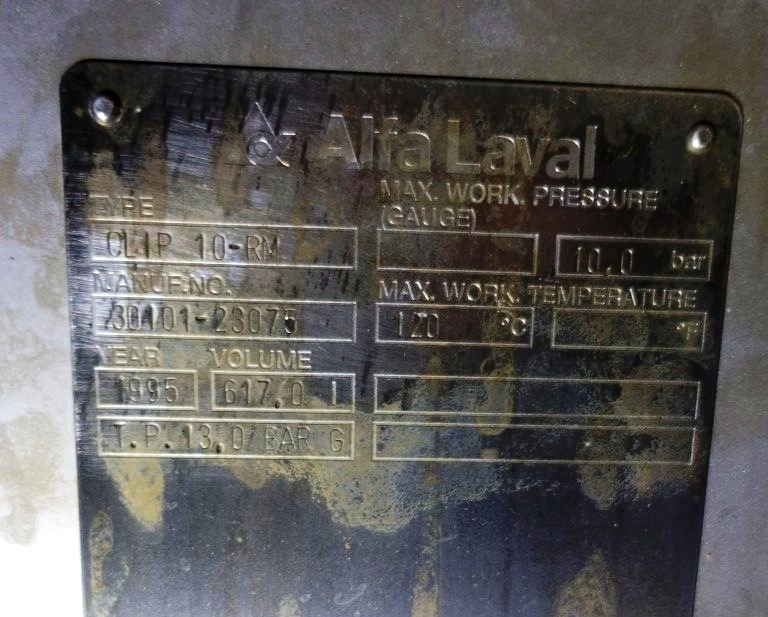 Alfa Laval
TYPE
CLIP 10-RM
MAX. WORK. PRESSURE
(GAUGE)
10,0 bar
MANUF.NO.
30101-23075
MAX. WORK. TEMPERATURE
120 °C °F
YEAR VOLUME
1995 617,0 l
T.P.13,0 BAR G